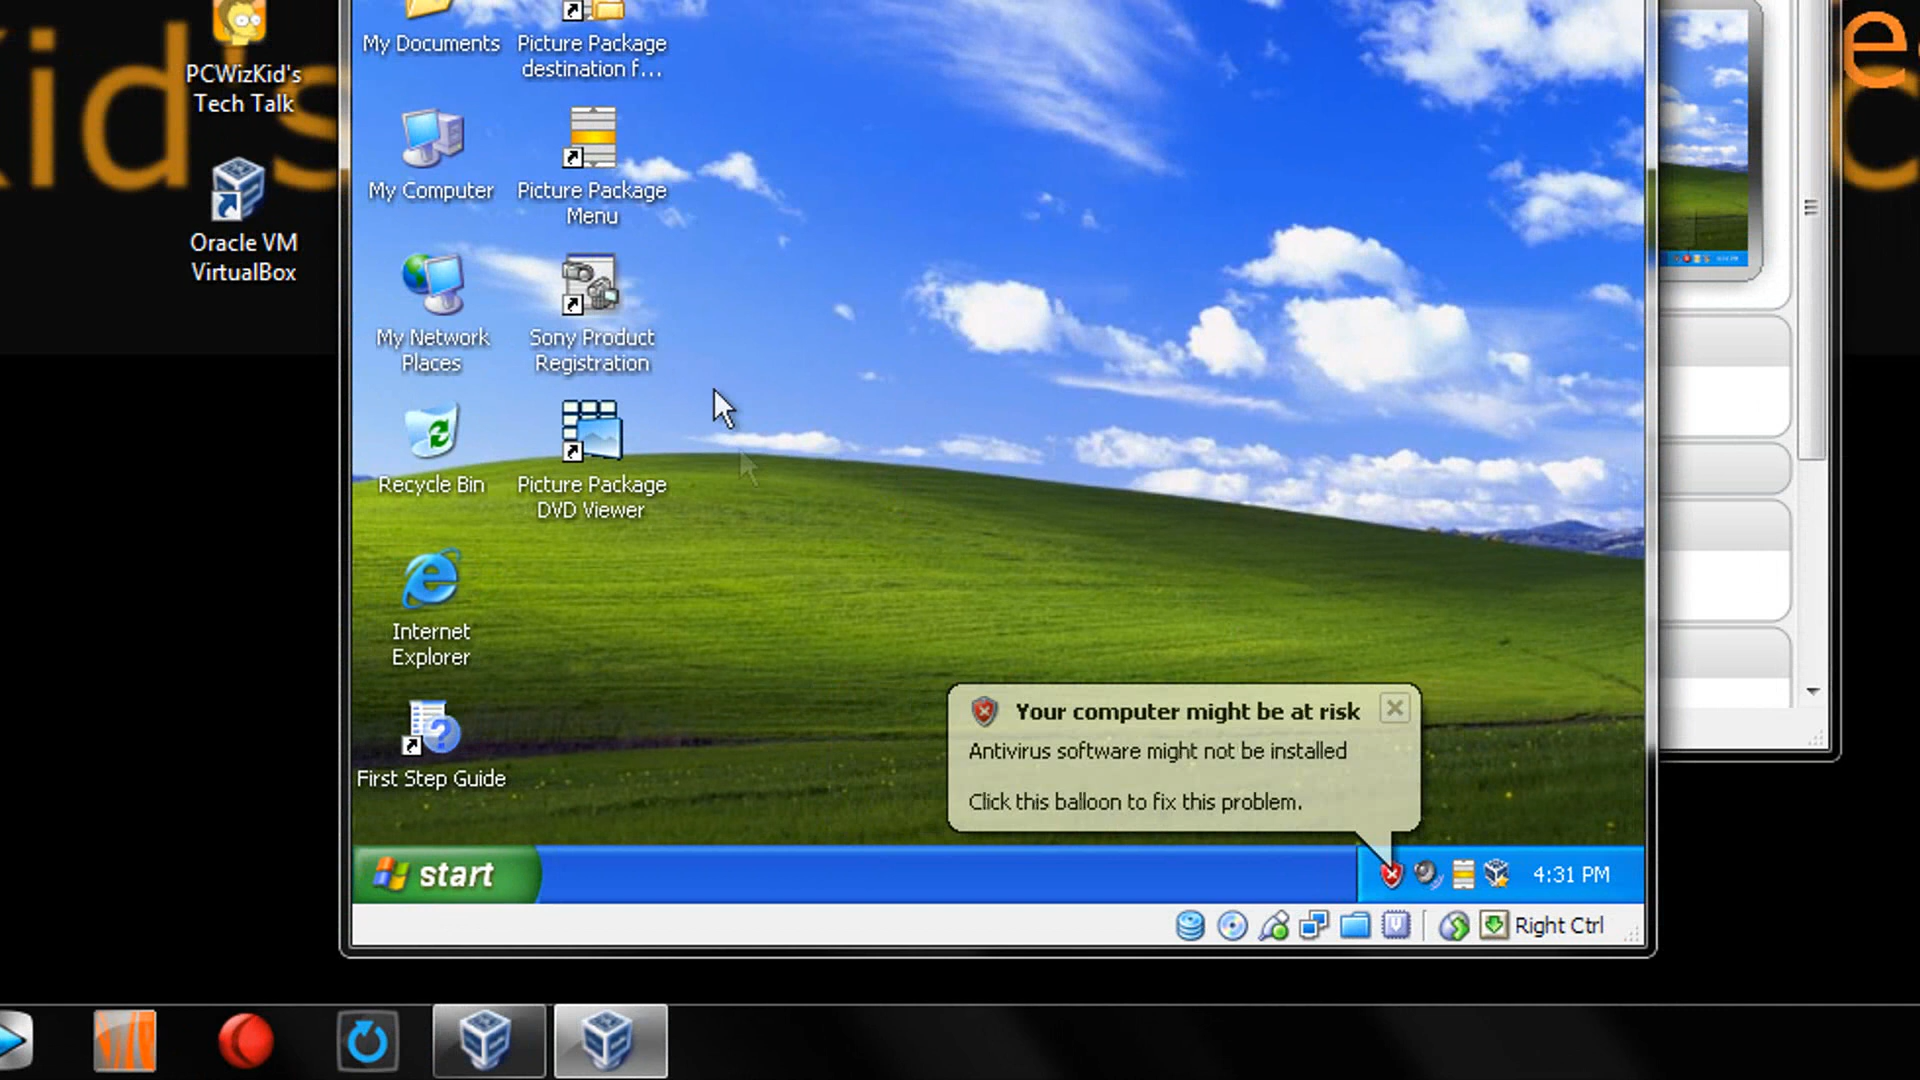 Kid's
e
c
PCWizKid's
Tech Talk
Oracle VM
VirtualBox
My Documents
Picture Package
destination f...
My Computer
Picture Package
Menu
My Network
Places
Sony Product
Registration
Recycle Bin
Picture Package
DVD Viewer
Internet
Explorer
First Step Guide
Your computer might be at risk
Antivirus software might not be installed
Click this balloon to fix this problem.
start
4:31 PM
Right Ctrl